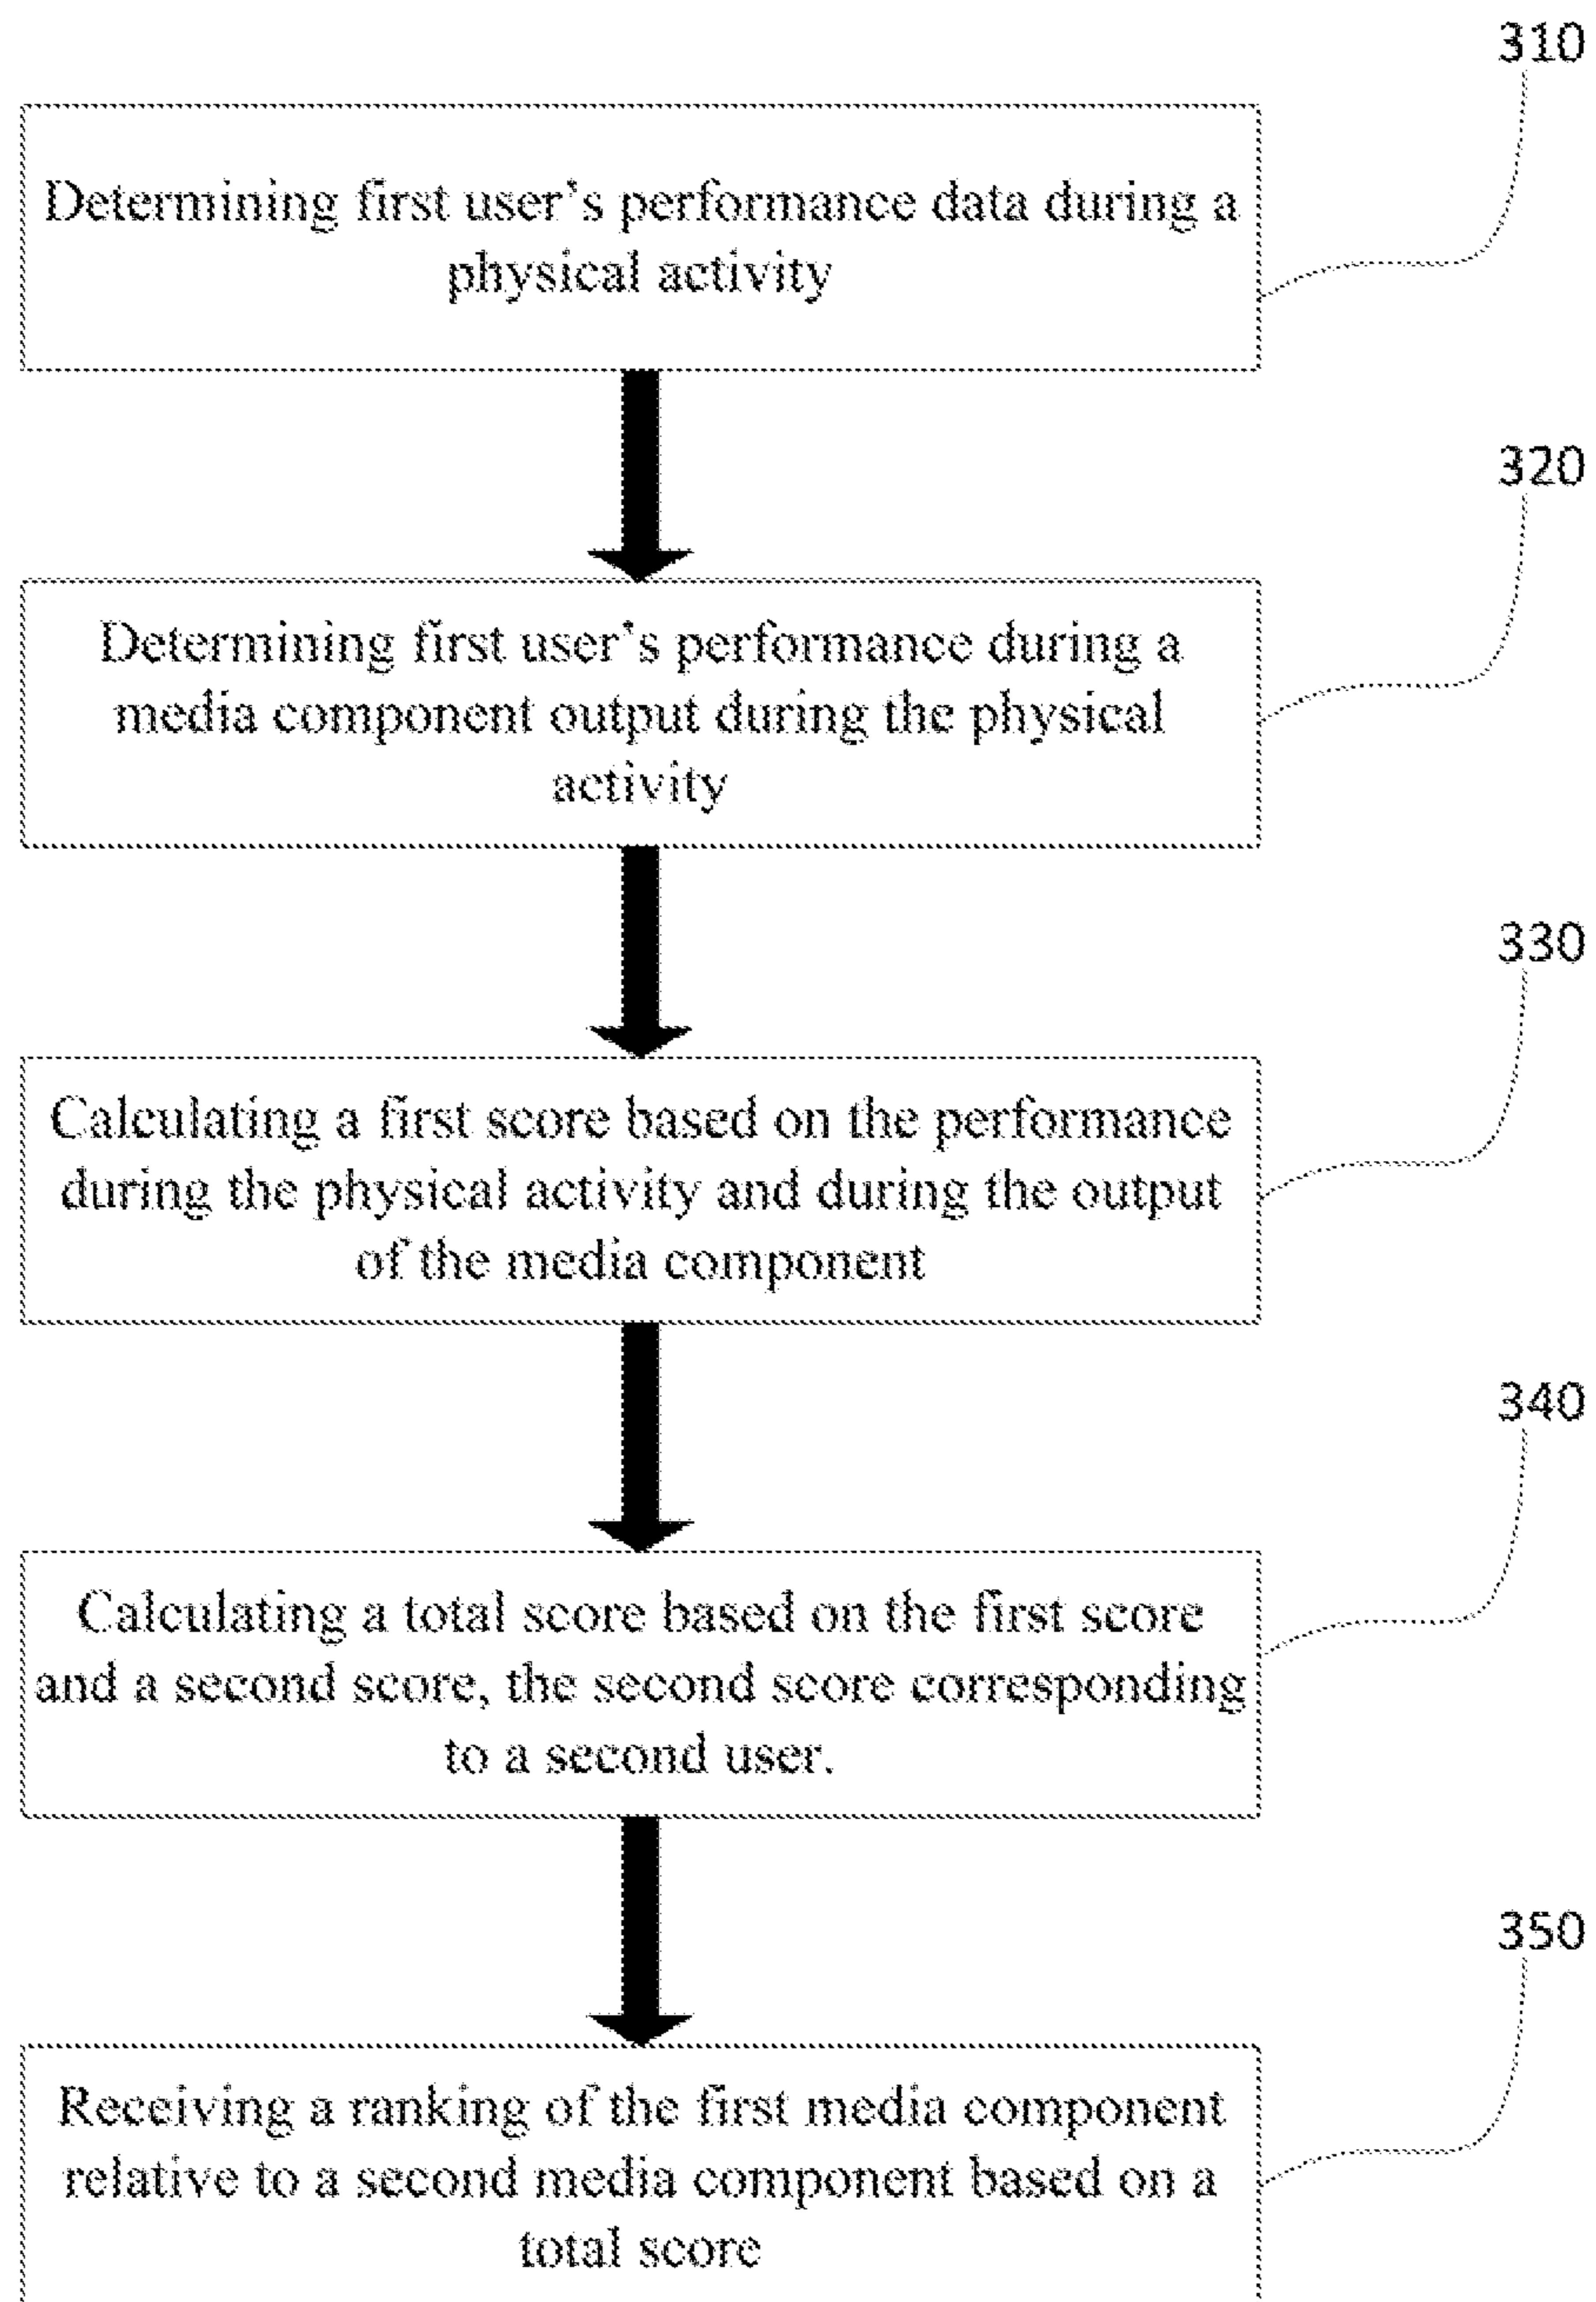 310
Determining first user's performance data during a
physical activity
320
Determining first user's performance during a
media component output during the physical
activity
330
Calculating a first score based on the performance
during the physical activity and during the output
of the media component
340
Calculating a total score based on the first score
and a second score, the second score corresponding
to a second user.
350
Receiving a ranking of the first media component
relative to a second media component based on a
total score